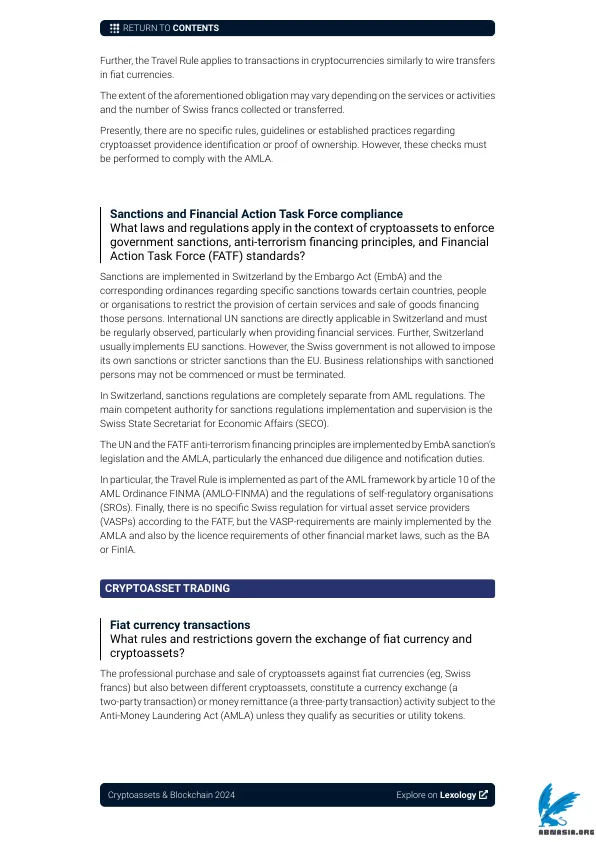 RETURN TO CONTENTS
Further, the Travel Rule applies to transactions in cryptocurrencies similarly to wire transfers
in fiat currencies.
The extent of the aforementioned obligation may vary depending on the services or activities
and the number of Swiss francs collected or transferred.
Presently, there are no specific rules, guidelines or established practices regarding
cryptoasset providence identification or proof of ownership. However, these checks must
be performed to comply with the AMLA.
Sanctions and Financial Action Task Force compliance
What laws and regulations apply in the context of cryptoassets to enforce
government sanctions, anti-terrorism financing principles, and Financial
Action Task Force (FATF) standards?
Sanctions are implemented in Switzerland by the Embargo Act (EmbA) and the
corresponding ordinances regarding specific sanctions towards certain countries, people
or organisations to restrict the provision of certain services and sale of goods financing
those persons. International UN sanctions are directly applicable in Switzerland and must
be regularly observed, particularly when providing financial services. Further, Switzerland
usually implements EU sanctions. However, the Swiss government is not allowed to impose
its own sanctions or stricter sanctions than the EU. Business relationships with sanctioned
persons may not be commenced or must be terminated.
In Switzerland, sanctions regulations are completely separate from AML regulations. The
main competent authority for sanctions regulations implementation and supervision is the
Swiss State Secretariat for Economic Affairs (SECO).
The UN and the FATF anti-terrorism financing principles are implemented by EmbA sanction's
legislation and the AMLA, particularly the enhanced due diligence and notification duties.
In particular, the Travel Rule is implemented as part of the AML framework by article 10 of the
AML Ordinance FINMA (AMLO-FINMA) and the regulations of self-regulatory organisations
(SROs). Finally, there is no specific Swiss regulation for virtual asset service providers
(VASPs) according to the FATF, but the VASP-requirements are mainly implemented by the
AMLA and also by the licence requirements of other financial market laws, such as the BA
or FinIA.
CRYPTOASSET TRADING
Fiat currency transactions
What rules and restrictions govern the exchange of fiat currency and
cryptoassets?
The professional purchase and sale of cryptoassets against fiat currencies (eg, Swiss
francs) but also between different cryptoassets, constitute a currency exchange (a
two-party transaction) or money remittance (a three-party transaction) activity subject to the
Anti-Money Laundering Act (AMLA) unless they qualify as securities or utility tokens.
Cryptoassets & Blockchain 2024
Explore on Lexology
ABNASIA.ORG